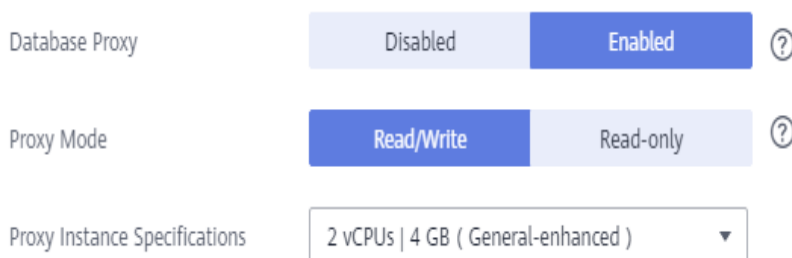 Database Proxy Disabled Enabled ?
Proxy Mode Read/Write Read-only ?
Proxy Instance Specifications 2 vCPUs | 4 GB ( General-enhanced )